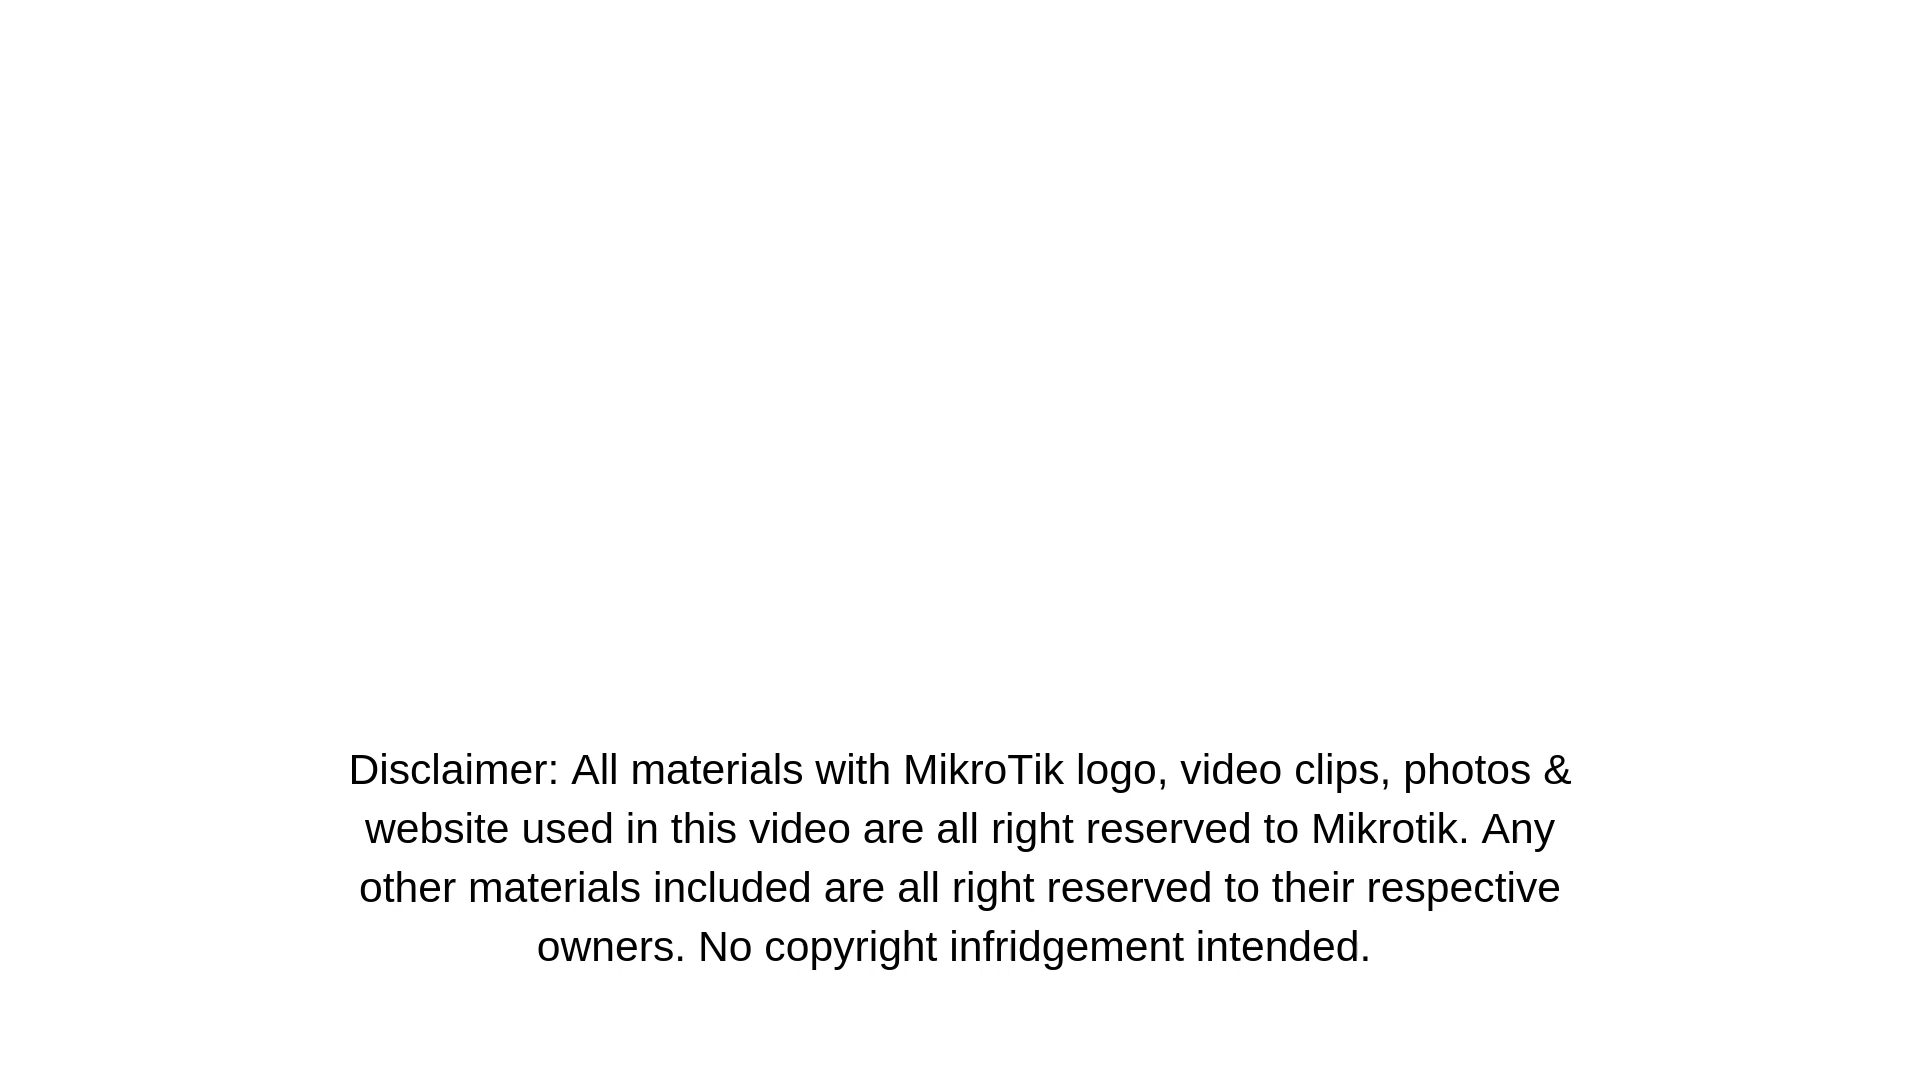 Disclaimer: All materials with MikroTik logo, video clips, photos &
website used in this video are all right reserved to Mikrotik. Any
other materials included are all right reserved to their respective
owners. No copyright infridgement intended.